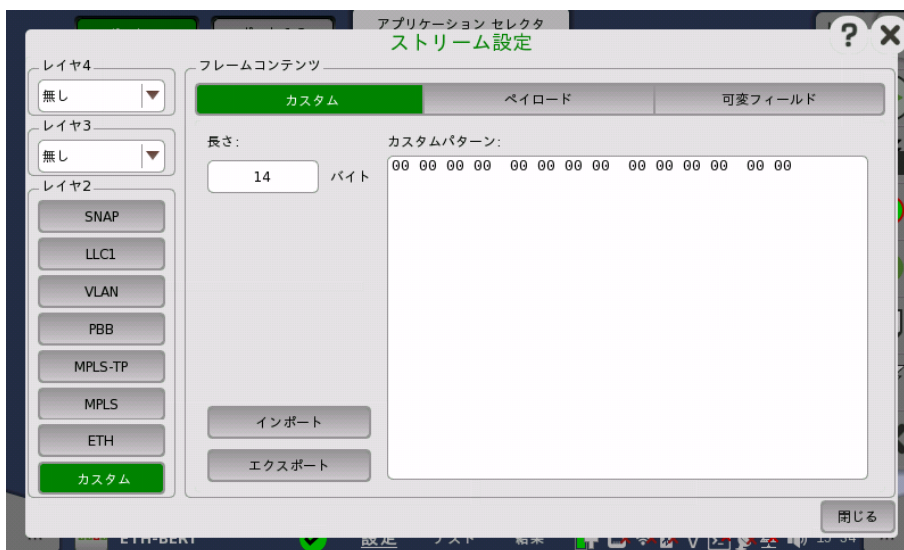 アプリケーション セレクタ
ストリーム設定
? X
レイヤ4
無し
レイヤ3
無し
レイヤ2
SNAP
LLC1
VLAN
PBB
MPLS-TP
MPLS
ETH
カスタム
フレームコンテンツ
カスタム ペイロード 可変フィールド
長さ: カスタムパターン:
14 バイト
00 00 00 00 00 00 00 00 00 00 00 00 00 00
インポート
エクスポート
閉じる
ETH-BERT 設定 テスト 結果